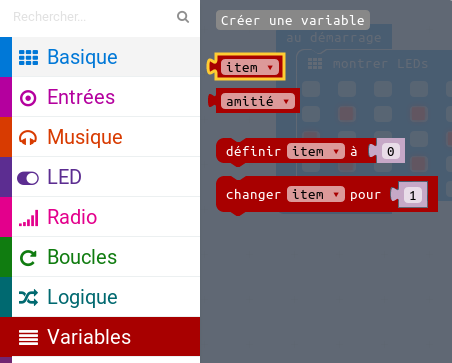 Rechercher...
Basique
Entrées
Musique
LED
Radio
Boucles
Logique
Variables
Créer une variable
au démarrage
montrer LEDs
item
amitié
définir item à 0
changer item pour 1